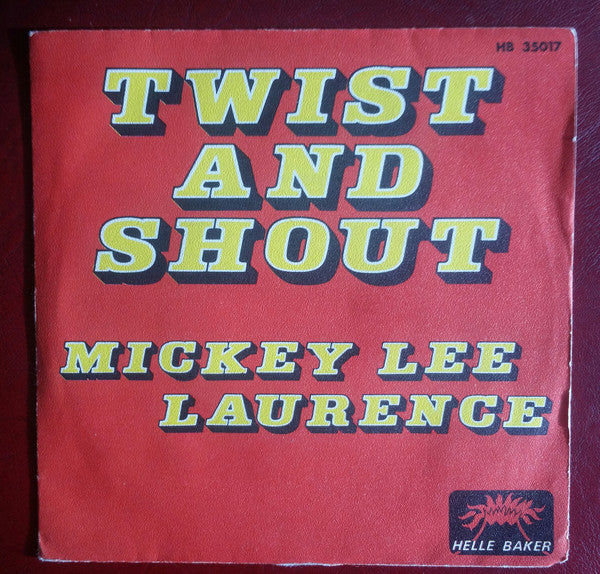 HB 35017
TWIST
AND
SHOUT
MICKEY LEE
LAURENCE
HELLE BAKER